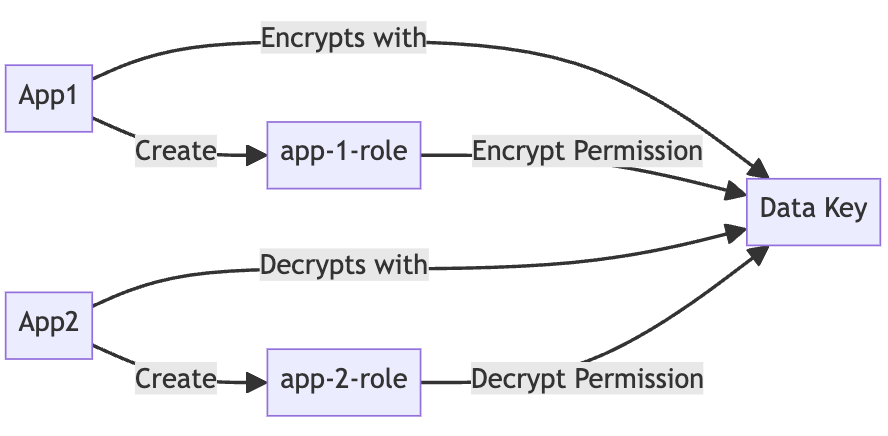 Encrypts with
App1
Create
app-1-role
Encrypt Permission
Data Key
Decrypts with
App2
Create
app-2-role
Decrypt Permission